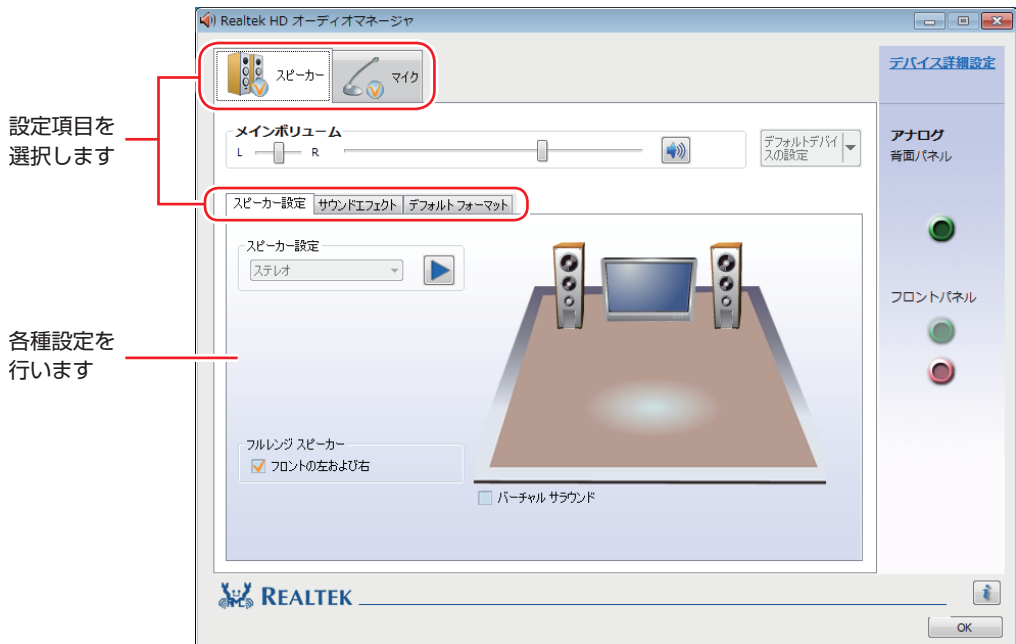 Realtek HD オーディオマネージャ
スピーカー
マイク
デバイス詳細設定
設定項目を
選択します
メインボリューム
L
R
デフォルトデバイ
スの設定
アナログ
背面パネル
スピーカー設定
サウンドエフェクト
デフォルト フォーマット
スピーカー設定
ステレオ
フロントパネル
各種設定を
行います
フルレンジ スピーカー
フロントの左および右
バーチャル サラウンド
REALTEK
i
OK